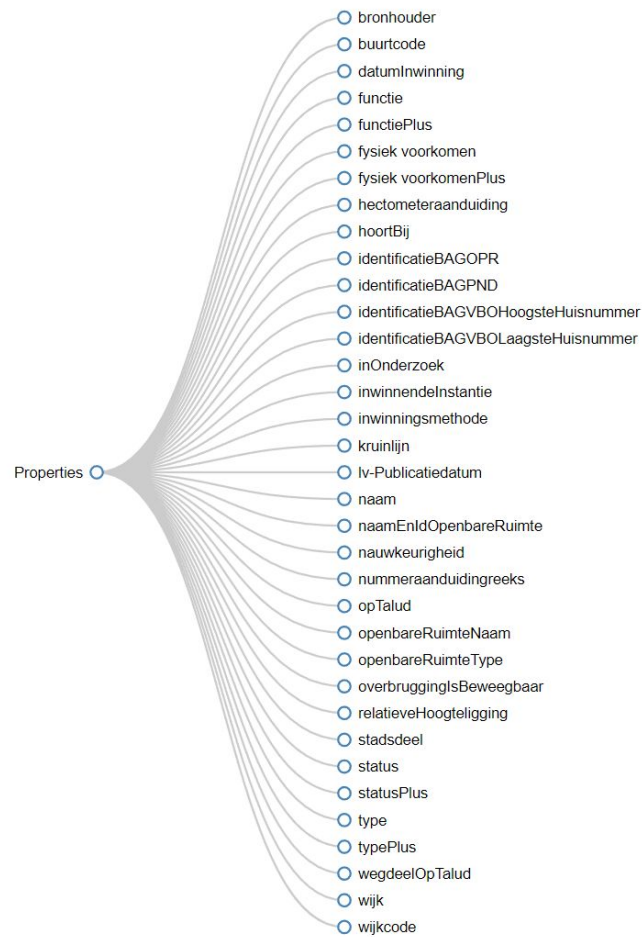 bronhouder
buurtcode
datumInwinning
functie
functiePlus
fysiek voorkomen
fysiek voorkomenPlus
hectometeraanduiding
hoortBij
identificatieBAGOPR
identificatieBAGPND
identificatieBAGVBOHoogsteHuisnummer
identificatieBAGVBOLaagsteHuisnummer
inOnderzoek
inwinnendeInstantie
inwinningsmethode
kruinlijn
Properties
lv-Publicatiedatum
naam
naamEnIdOpenbareRuimte
nauwkeurigheid
nummeraanduidingreeks
opTalud
openbareRuimteNaam
openbareRuimteType
overbruggingIsBeweegbaar
relatieveHoogteligging
stadsdeel
status
statusPlus
type
typePlus
wegdeelOpTalud
wijk
wijkcode